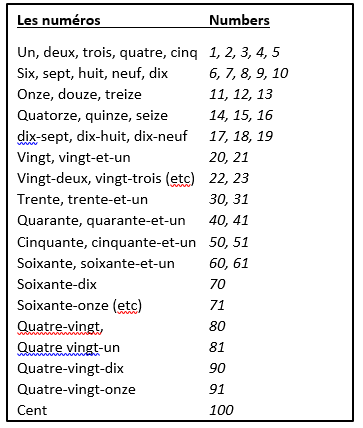 Les numéros Numbers
Un, deux, trois, quatre, cinq 1, 2, 3, 4, 5
Six, sept, huit, neuf, dix 6, 7, 8, 9, 10
Onze, douze, treize 11, 12, 13
Quatorze, quinze, seize 14, 15, 16
dix-sept, dix-huit, dix-neuf 17, 18, 19
Vingt, vingt-et-un 20, 21
Vingt-deux, vingt-trois (etc) 22, 23
Trente, trente-et-un 30, 31
Quarante, quarante-et-un 40, 41
Cinquante, cinquante-et-un 50, 51
Soixante, soixante-et-un 60, 61
Soixante-dix 70
Soixante-onze (etc) 71
Quatre-vingt, 80
Quatre vingt-un 81
Quatre-vingt-dix 90
Quatre-vingt-onze 91
Cent 100